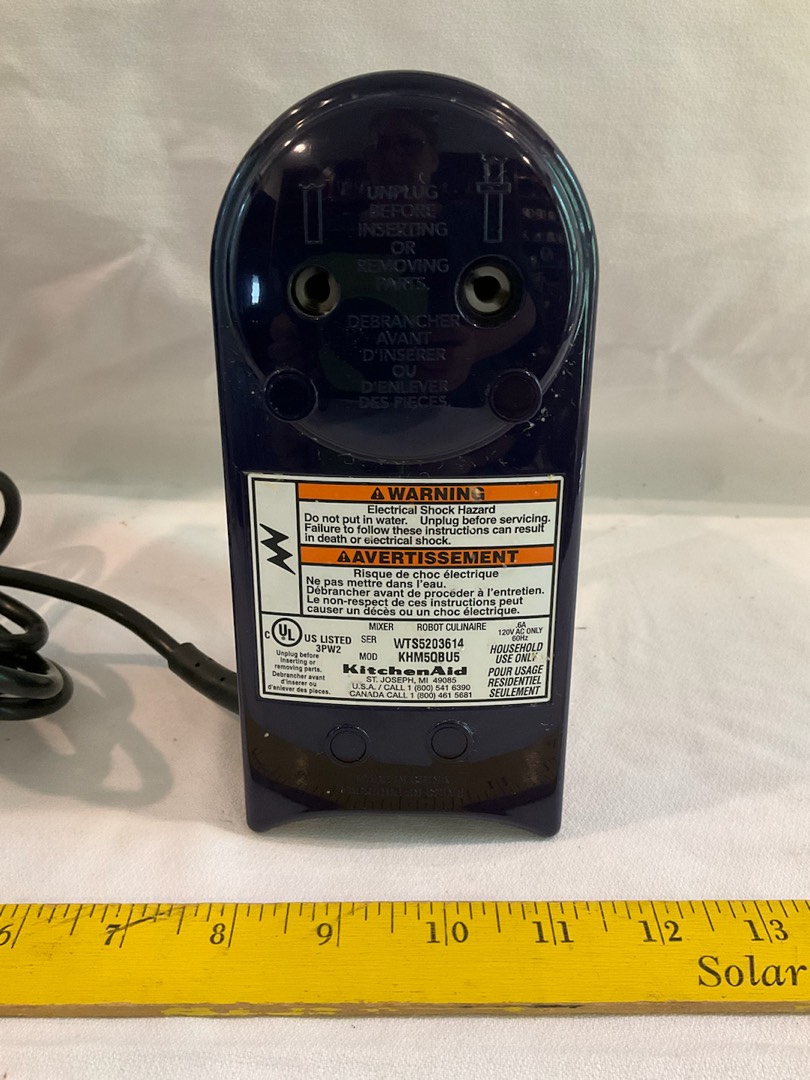 UNPLUG
BEFORE
INSERTING
OR
REMOVING
PARTS.
DEBRANCHER
AVANT
D'INSERER
OU
D'ENLEVER
DES PIECES.
WARNING
Electrical Shock Hazard
Do not put in water. Unplug before servicing.
Failure to follow these instructions can result
in death or electrical shock.
AVERTISSEMENT
Risque de choc électrique
Ne pas mettre dans l'eau.
Débrancher avant de procéder à l'entretien.
Le non-respect de ces instructions peut
causer un décès ou un choc électrique.
C UL US LISTED
3PW2
Unplug before
inserting or
removing parts.
Debrancher avant
d'inserer ou
d'enlever des pieces.
MIXER ROBOT CULINAIRE
SER WTS5203614
MOD KHM5QBU5
KitchenAid
ST. JOSEPH, MI 49085
U.S.A. / CALL 1 (800) 541 6390
CANADA CALL 1 (800) 461 5681
.6A
120V AC ONLY
60Hz
HOUSEHOLD
USE ONLY
POUR USAGE
RESIDENTIEL
SEULEMENT
6 7 8 9 10 11 12 13
Solar